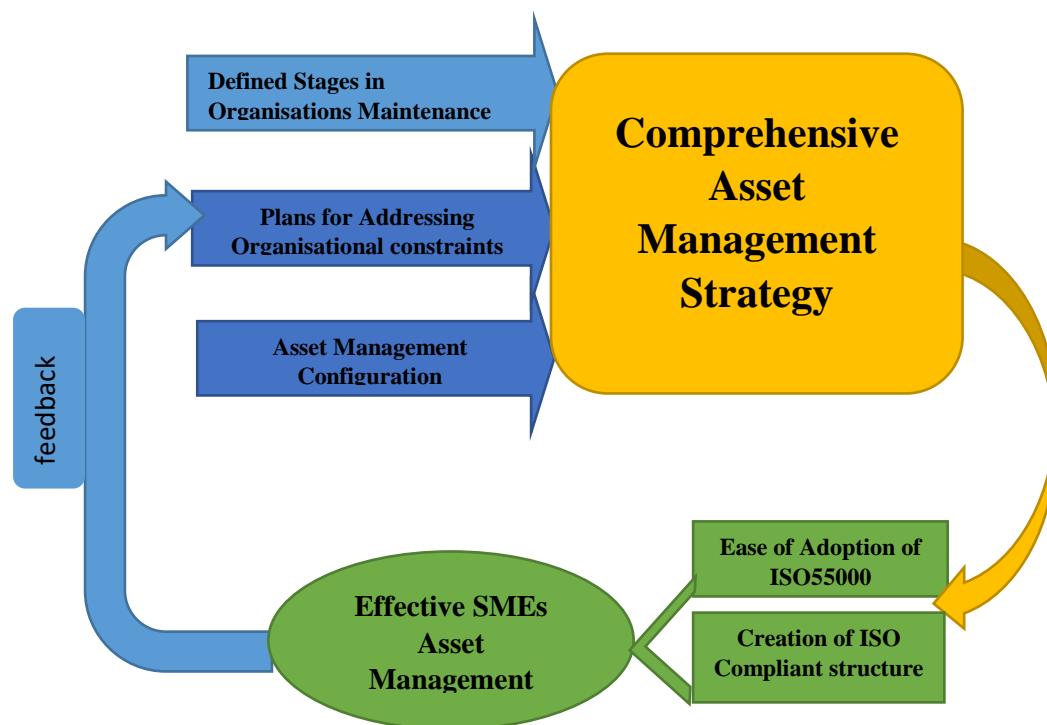 Defined Stages in
Organisations Maintenance
Comprehensive
Asset
Management
Strategy
Plans for Addressing
Organisational constraints
Asset Management
Configuration
feedback
Ease of Adoption of
ISO55000
Effective SMEs
Asset
Management
Creation of ISO
Compliant structure